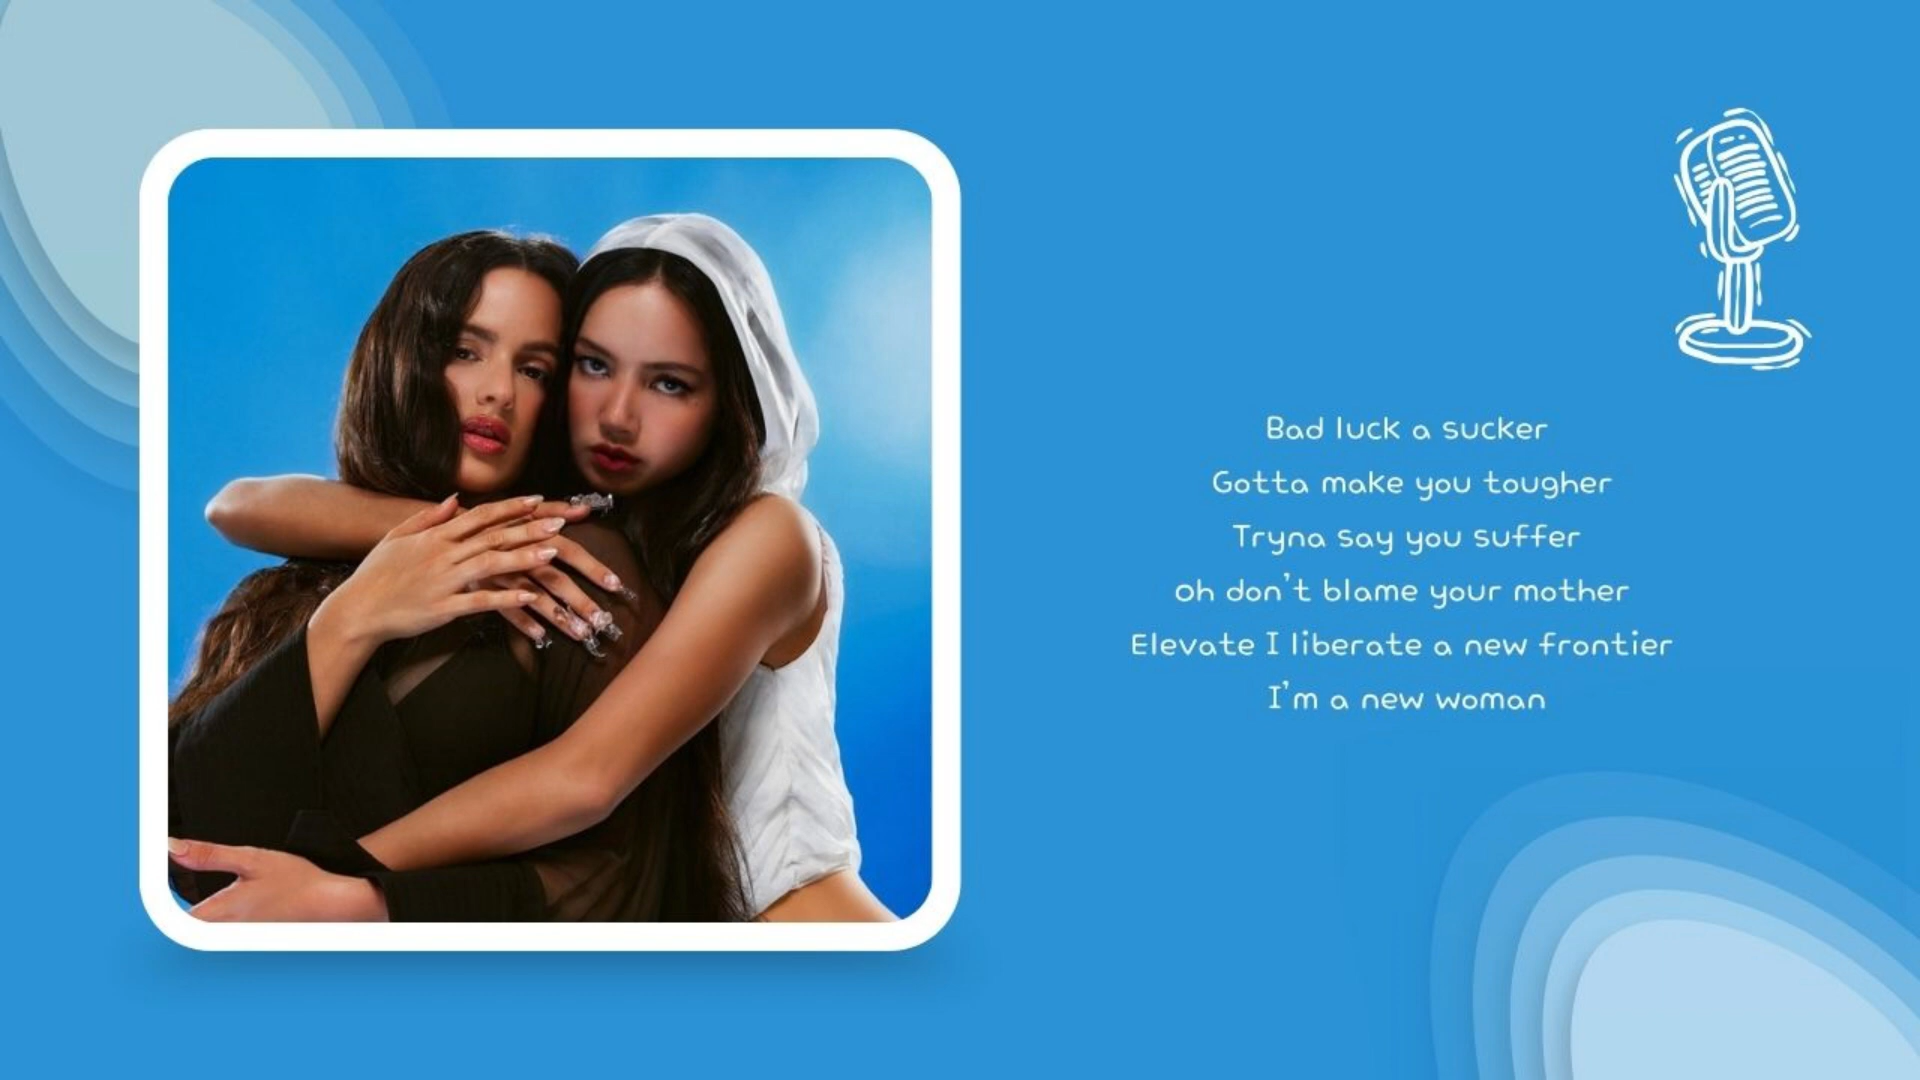 Bad luck a sucker
Gotta make you tougher
Tryna say you suffer
oh don't blame your mother
Elevate I liberate a new frontier
I'm a new woman